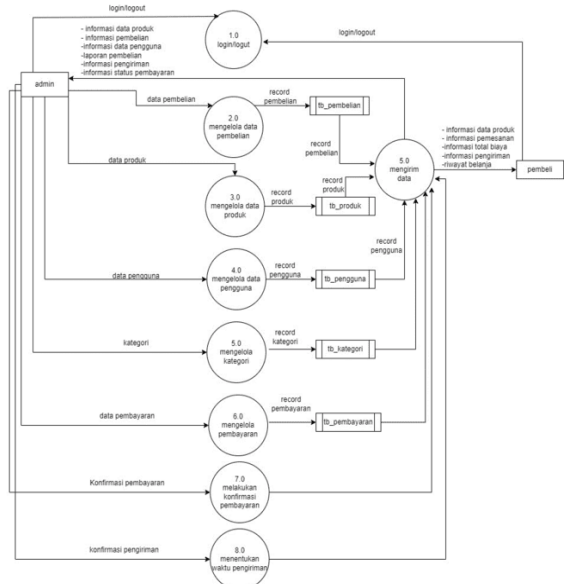 login/logout
login/logout
1.0
login/logut
- informasi data produk
- informasi pembelian
-informasi data pengguna
-laporan pembelian
-informasi pengiriman
-informasi status pembayaran
admin
data pembelian
2.0
mengelola data
pembelian
record
pembelian
tb_pembelian
record
pembelian
- informasi data produk
- informasi pemesanan
-informasi total biaya
-informasi pengiriman
-riwayat belanja
pembeli
5.0
mengirim
data
data produk
3.0
mengelola data
produk
record
produk
record
produk
tb_produk
record
pengguna
data pengguna
4.0
mengelola data
pengguna
record
pengguna
tb_pengguna
kategori
5.0
mengelola
kategori
record
kategori
tb_kategori
data pembayaran
6.0
mengelola
pembayaran
record
pembayaran
tb_pembayaran
Konfirmasi pembayaran
7.0
melakukan
konfirmasi
pembayaran
konfirmasi pengiriman
8.0
menentukan
waktu pengiriman